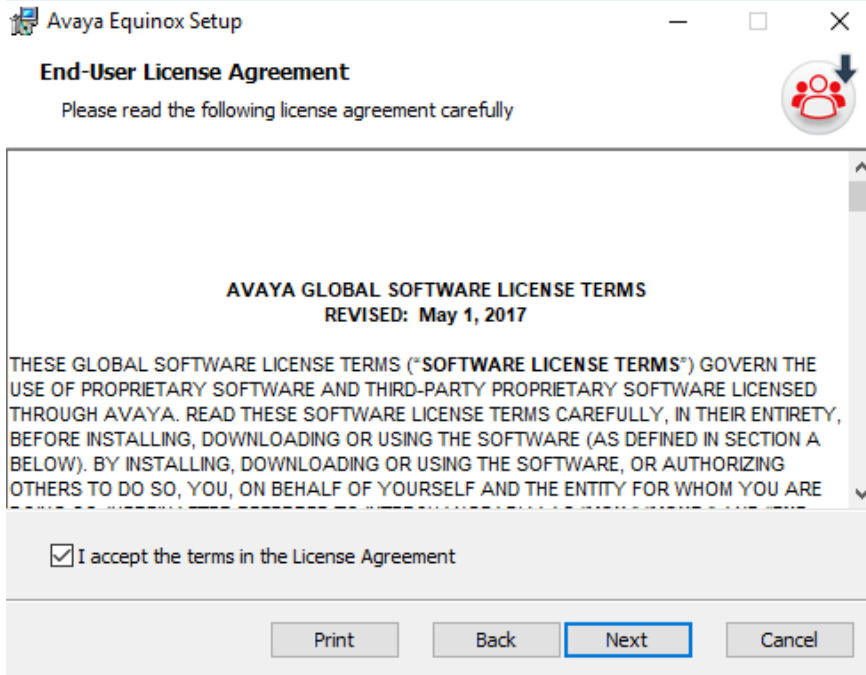 Avaya Equinox Setup
End-User License Agreement
Please read the following license agreement carefully
AVAYA GLOBAL SOFTWARE LICENSE TERMS
REVISED: May 1, 2017
THESE GLOBAL SOFTWARE LICENSE TERMS (“SOFTWARE LICENSE TERMS”) GOVERN THE
USE OF PROPRIETARY SOFTWARE AND THIRD-PARTY PROPRIETARY SOFTWARE LICENSED
THROUGH AVAYA. READ THESE SOFTWARE LICENSE TERMS CAREFULLY, IN THEIR ENTIRETY,
BEFORE INSTALLING, DOWNLOADING OR USING THE SOFTWARE (AS DEFINED IN SECTION A
BELOW). BY INSTALLING, DOWNLOADING OR USING THE SOFTWARE, OR AUTHORIZING
OTHERS TO DO SO, YOU, ON BEHALF OF YOURSELF AND THE ENTITY FOR WHOM YOU ARE
I accept the terms in the License Agreement
Print
Back
Next
Cancel